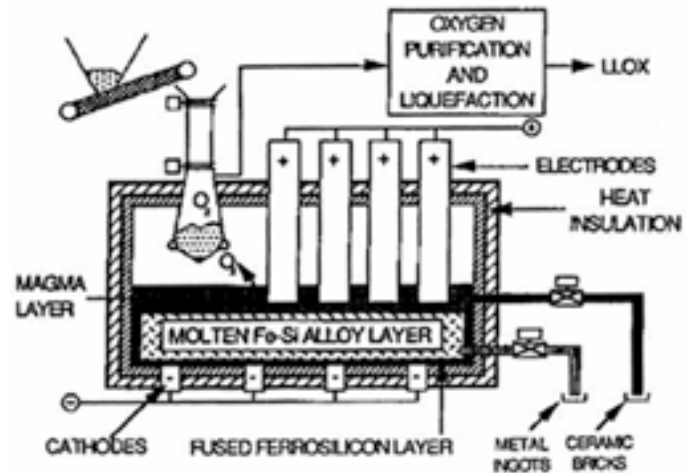 OXYGEN
PURIFICATION
AND
LIQUEFACTION
LLOX
+
+ + + +
ELECTRODES
HEAT
INSULATION
O2
O2
MAGMA
LAYER
MOLTEN Fe-Si ALLOY LAYER
- - - -
-
CATHODES
FUSED FERROSILICON LAYER
METAL
INGOTS
CERAMIC
BRICKS